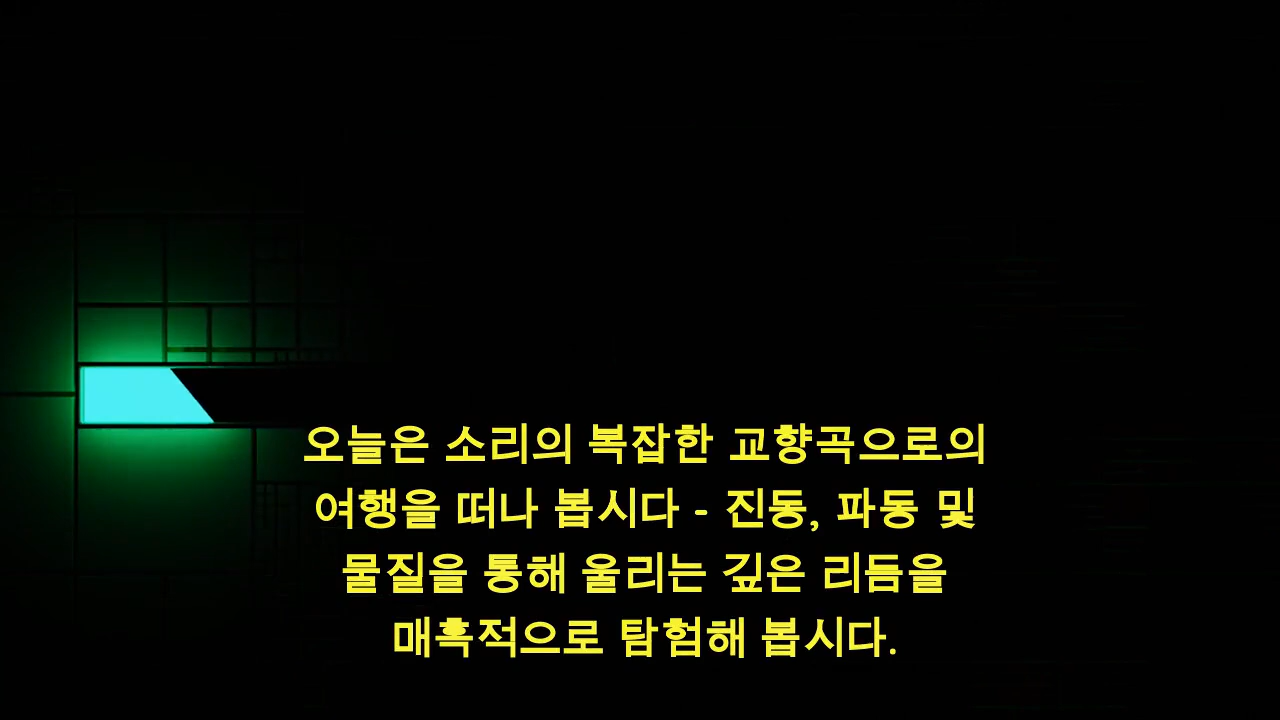 오늘은 소리의 복잡한 교향곡으로의
여행을 떠나 봅시다 - 진동, 파동 및
물질을 통해 울리는 깊은 리듬을
매혹적으로 탐험해 봅시다.